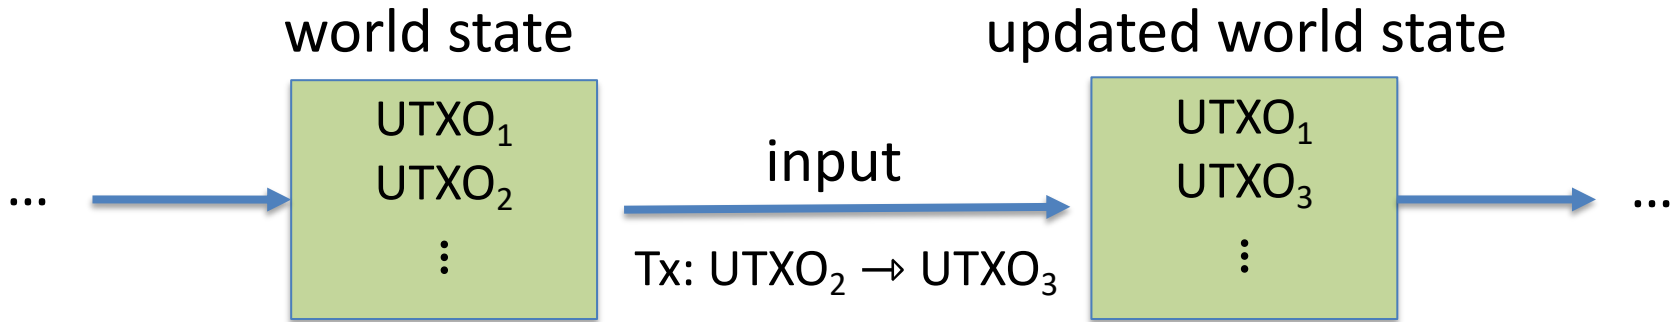 world state
updated world state
UTXO₁
UTXO₂
⋮
input
Tx: UTXO₂ → UTXO₃
UTXO₁
UTXO₃
⋮
...
...